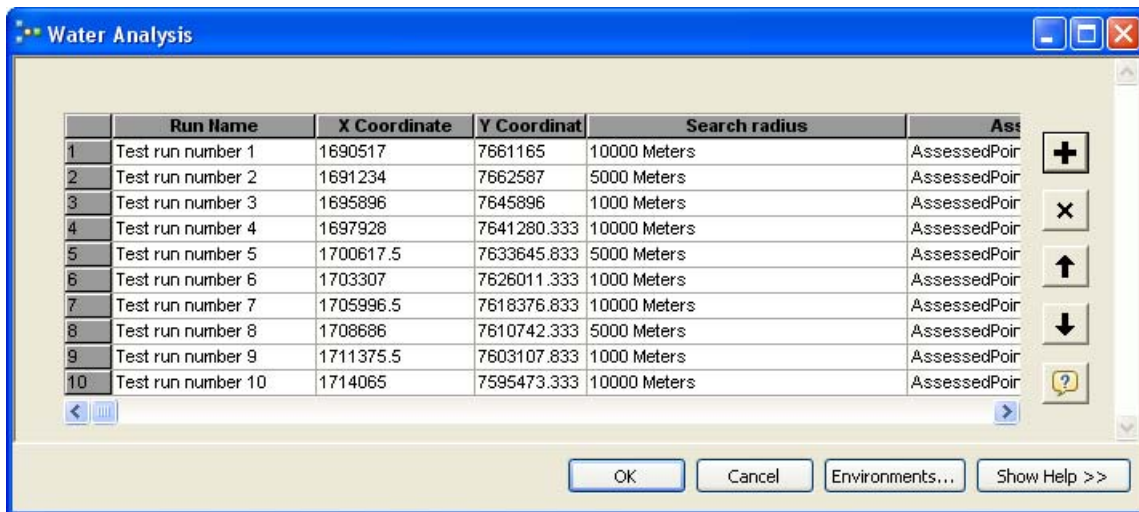 Water Analysis
Run Name X Coordinate Y Coordinat Search radius Ass
1 Test run number 1 1690517 7661165 10000 Meters AssessedPoir
2 Test run number 2 1691234 7662587 5000 Meters AssessedPoir
3 Test run number 3 1695896 7645896 1000 Meters AssessedPoir
4 Test run number 4 1697928 7641280.333 10000 Meters AssessedPoir
5 Test run number 5 1700617.5 7633645.833 5000 Meters AssessedPoir
6 Test run number 6 1703307 7626011.333 1000 Meters AssessedPoir
7 Test run number 7 1705996.5 7618376.833 10000 Meters AssessedPoir
8 Test run number 8 1708686 7610742.333 5000 Meters AssessedPoir
9 Test run number 9 1711375.5 7603107.833 1000 Meters AssessedPoir
10 Test run number 10 1714065 7595473.333 10000 Meters AssessedPoir
OK Cancel Environments... Show Help >>